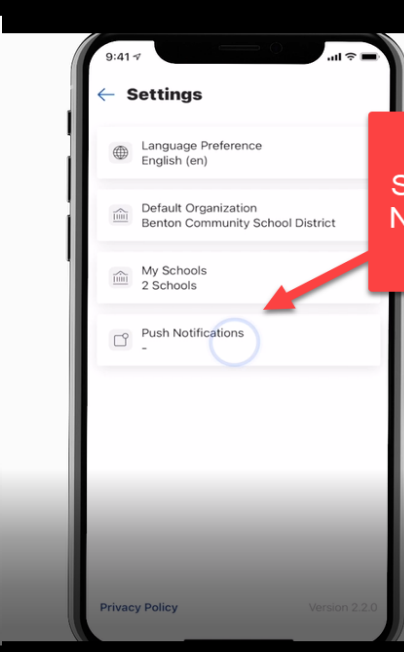 9:41
Settings
Language Preference
English (en)
Default Organization
Benton Community School District
My Schools
2 Schools
Push Notifications
-
Privacy Policy
Version 2.2.0